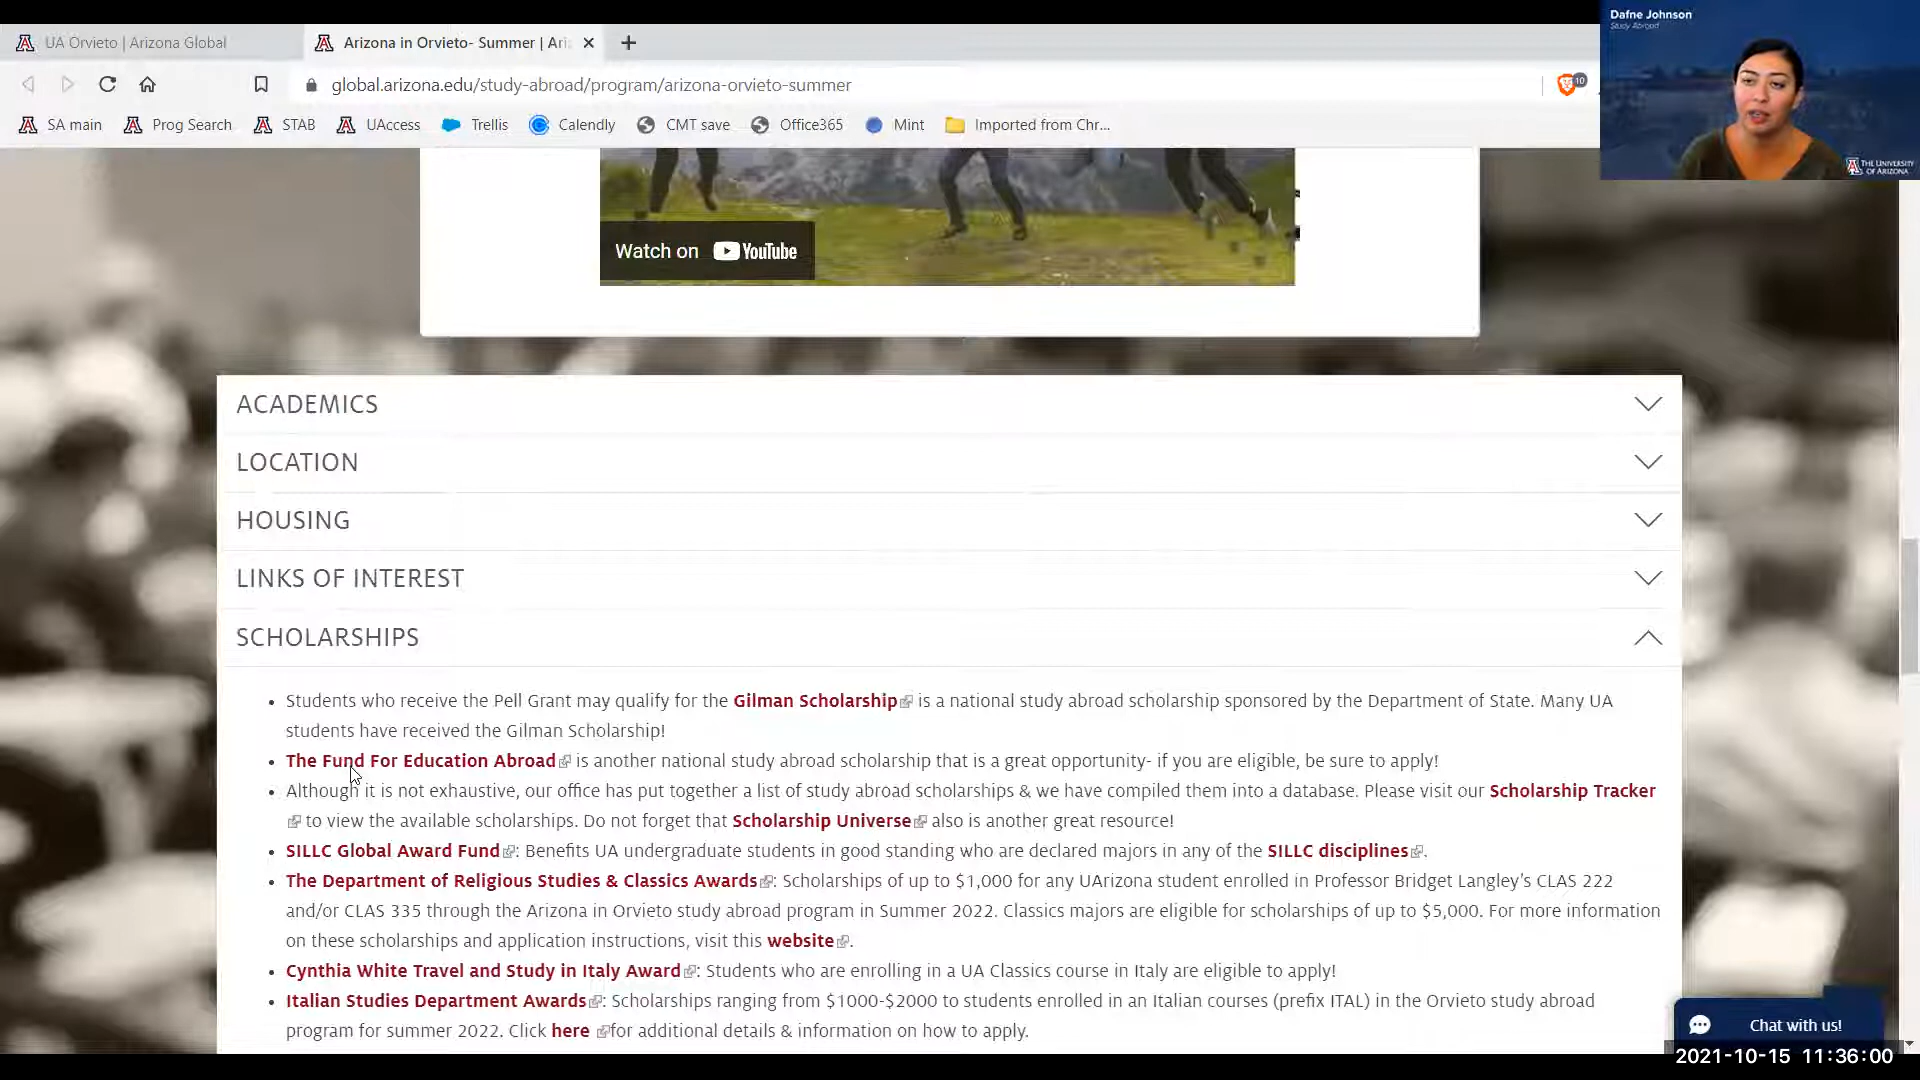 Dafne Johnson
Study Abroad
UA Orvieto | Arizona Global
Arizona in Orvieto- Summer | Ari
global.arizona.edu/study-abroad/program/arizona-orvieto-summer
10
SA main
Prog Search
STAB
UAccess
Trellis
Calendly
CMT save
Office365
Mint
Imported from Chr...
THE UNIVERSITY
OF ARIZONA
Watch on YouTube
ACADEMICS
LOCATION
HOUSING
LINKS OF INTEREST
SCHOLARSHIPS
• Students who receive the Pell Grant may qualify for the Gilman Scholarship is a national study abroad scholarship sponsored by the Department of State. Many UA
students have received the Gilman Scholarship!
• The Fund For Education Abroad is another national study abroad scholarship that is a great opportunity- if you are eligible, be sure to apply!
• Although it is not exhaustive, our office has put together a list of study abroad scholarships & we have compiled them into a database. Please visit our Scholarship Tracker
to view the available scholarships. Do not forget that Scholarship Universe also is another great resource!
• SILLC Global Award Fund: Benefits UA undergraduate students in good standing who are declared majors in any of the SILLC disciplines.
• The Department of Religious Studies & Classics Awards: Scholarships of up to $1,000 for any UArizona student enrolled in Professor Bridget Langley's CLAS 222
and/or CLAS 335 through the Arizona in Orvieto study abroad program in Summer 2022. Classics majors are eligible for scholarships of up to $5,000. For more information
on these scholarships and application instructions, visit this website.
• Cynthia White Travel and Study in Italy Award: Students who are enrolling in a UA Classics course in Italy are eligible to apply!
• Italian Studies Department Awards: Scholarships ranging from $1000-$2000 to students enrolled in an Italian courses (prefix ITAL) in the Orvieto study abroad
program for summer 2022. Click here for additional details & information on how to apply.
Chat with us!
2021-10-15 11:36:00